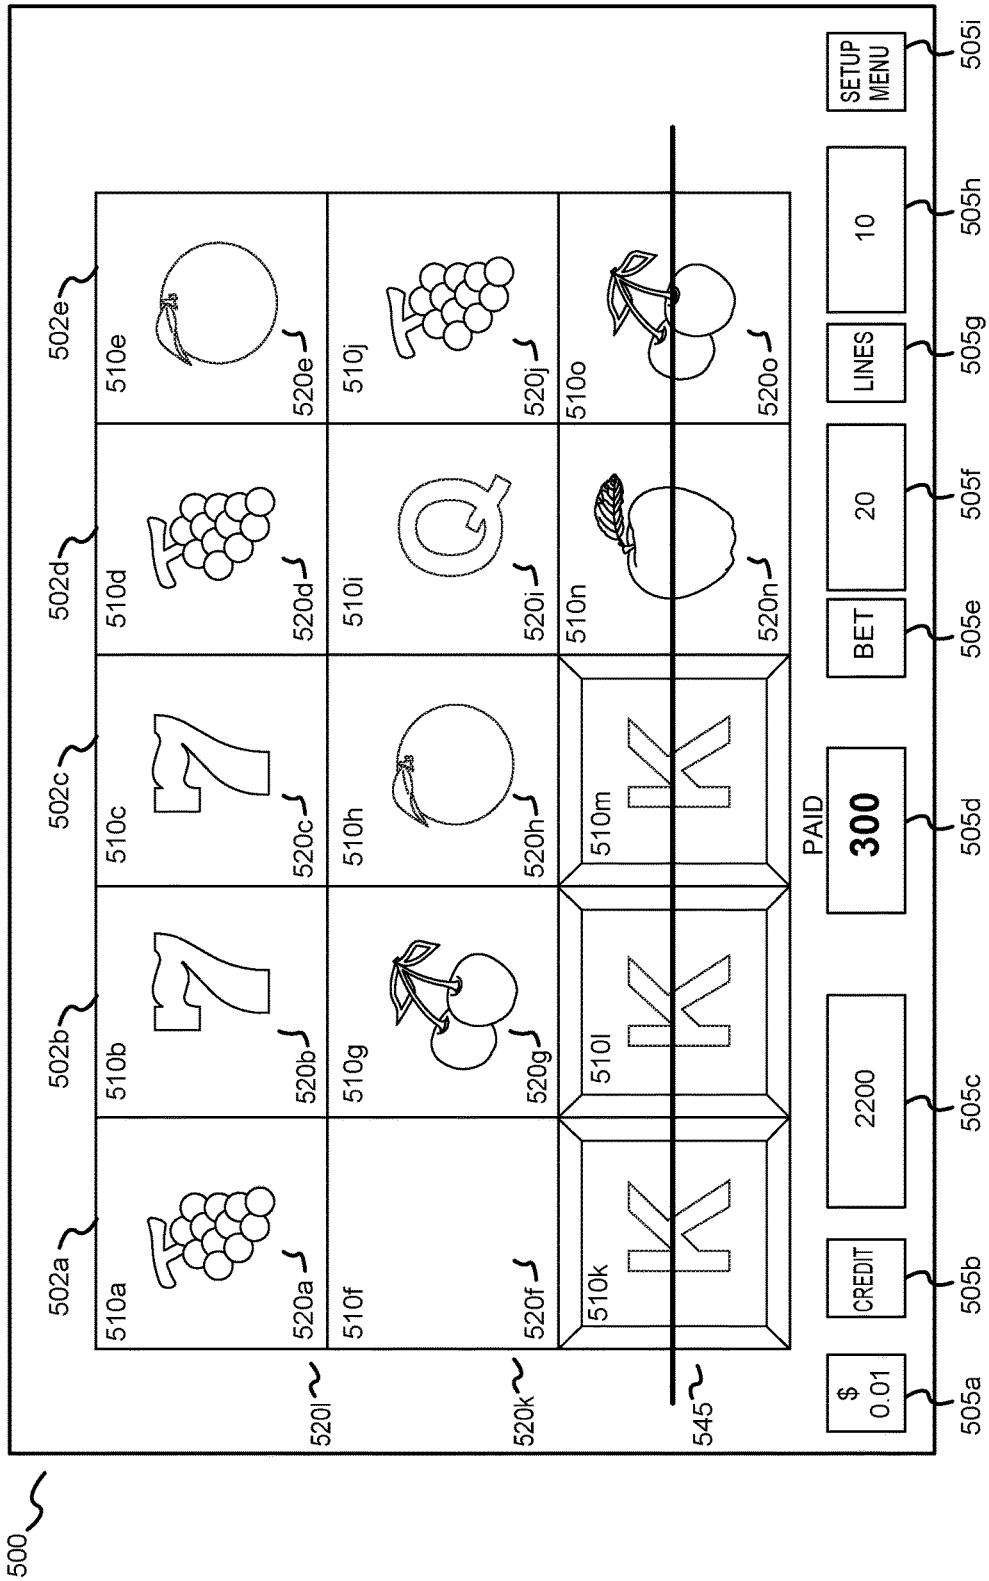 500
502a 502b 502c 502d 502e
510a 510b 510c 510d 510e
7 7
520a 520b 520c 520d 520e
520l
510f 510g 510h 510i 510j
Q
520f 520g 520h 520i 520j
520k
510k 510l 510m 510n 510o
K K K
520n 520o
545
PAID
$ 0.01 CREDIT 2200 300 BET 20 LINES 10 SETUP MENU
505a 505b 505c 505d 505e 505f 505g 505h 505i